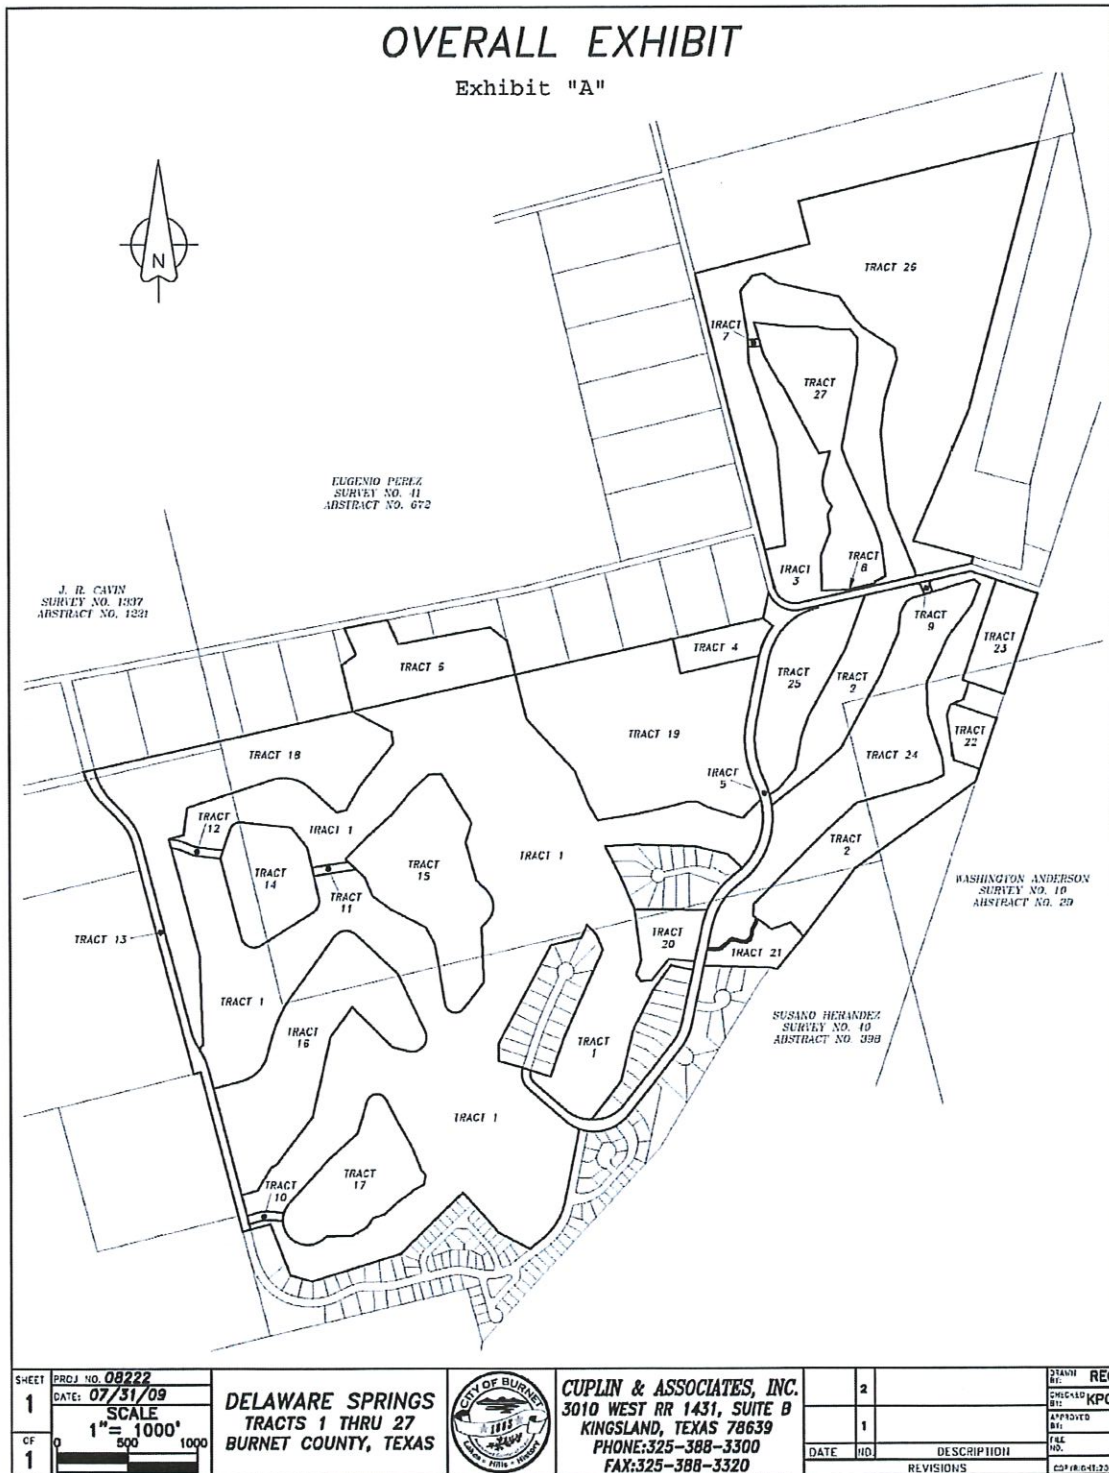 OVERALL EXHIBIT
Exhibit "A"
N
TRACT 26
TRACT
7
TRACT
27
EUGENIO PEREZ
SURVEY NO. 41
ABSTRACT NO. 672
TRACT
3
TRACT
8
J. R. CAVIN
SURVEY NO. 1337
ABSTRACT NO. 1221
TRACT
9
TRACT
23
TRACT 6
TRACT 4
TRACT
25
TRACT
2
TRACT 18
TRACT 19
TRACT
22
TRACT 24
TRACT
5
TRACT
12
TRACT 1
TRACT 1
TRACT
2
TRACT
14
TRACT
15
TRACT
11
WASHINGTON ANDERSON
SURVEY NO. 10
ABSTRACT NO. 29
TRACT 13
TRACT
20
TRACT 21
TRACT 1
TRACT
16
TRACT
1
SUSANO HERANDEZ
SURVEY NO. 40
ABSTRACT NO. 398
TRACT 1
TRACT
10
TRACT
17
SHEET
1
OF
1
PROJ NO. 08222
DATE: 07/31/09
SCALE
1"= 1000'
0 500 1000
DELAWARE SPRINGS
TRACTS 1 THRU 27
BURNET COUNTY, TEXAS
CITY OF BURNET
1883
Lakes • Hills • History
CUPLIN & ASSOCIATES, INC.
3010 WEST RR 1431, SUITE B
KINGSLAND, TEXAS 78639
PHONE:325-388-3300
FAX:325-388-3320
2
1
DATE NO. DESCRIPTION
REVISIONS
DRAWN BY:
CHECKED BY: KPC
APPROVED BY:
FILE NO.